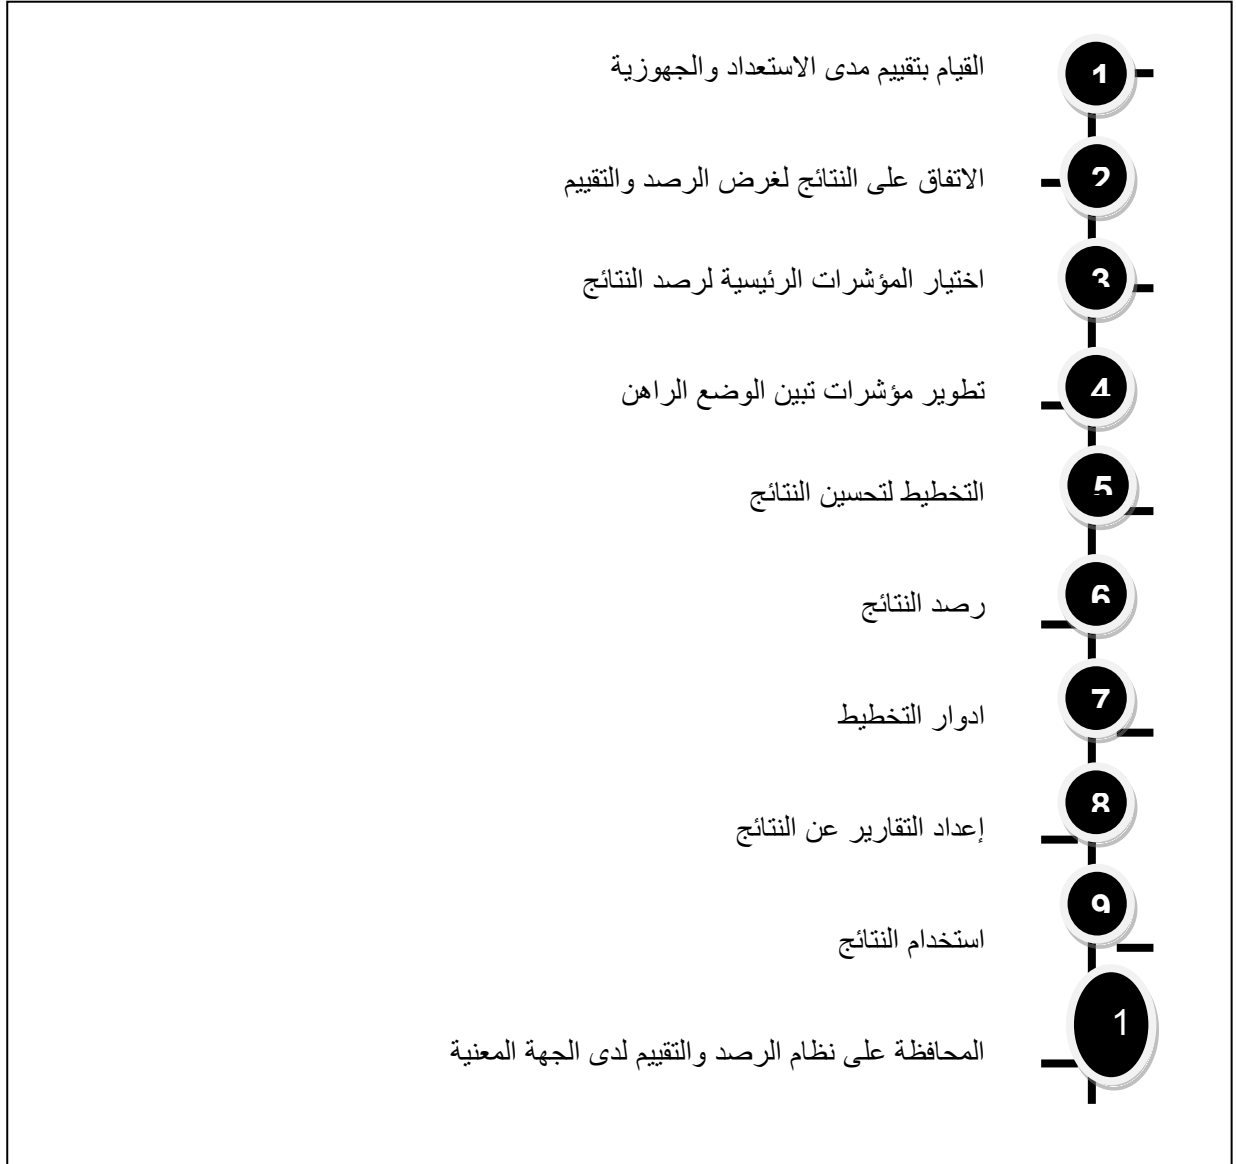 1 القيام بتقييم مدى الاستعداد والجهوزية
2 الاتفاق على النتائج لغرض الرصد والتقييم
3 اختيار المؤشرات الرئيسية لرصد النتائج
4 تطوير مؤشرات تبين الوضع الراهن
5 التخطيط لتحسين النتائج
6 رصد النتائج
7 ادوار التخطيط
8 إعداد التقارير عن النتائج
9 استخدام النتائج
1 المحافظة على نظام الرصد والتقييم لدى الجهة المعنية